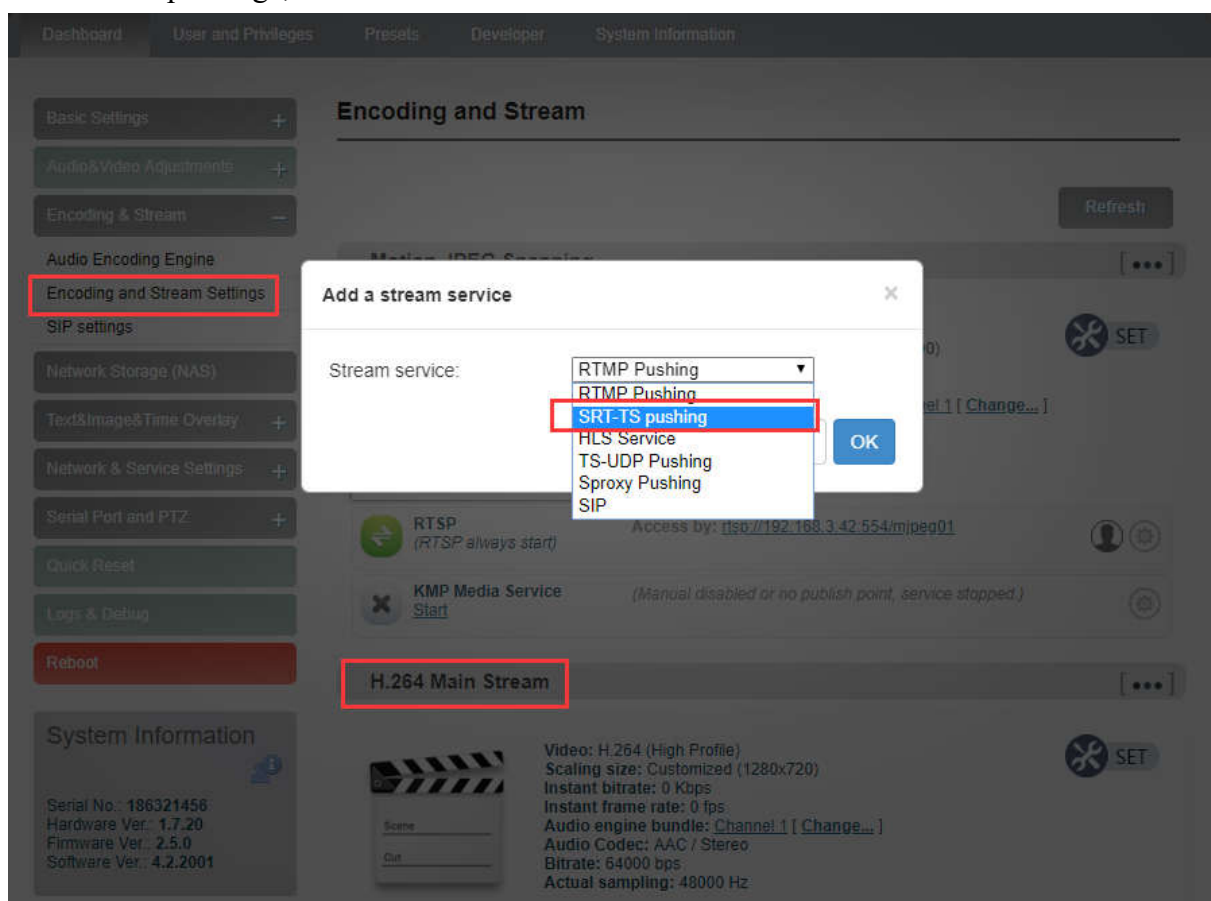 Dashboard User and Privileges Presets Developer System Information
Basic Settings
Encoding and Stream
Audio&Video Adjustments
Encoding & Stream
Refresh
Audio Encoding Engine
[•••]
Encoding and Stream Settings
Add a stream service
×
SIP settings
SET
Stream service:
RTMP Pushing
Network Storage (NAS)
RTMP Pushing
SRT-TS pushing
[ Change... ]
HLS Service
OK
TS-UDP Pushing
Sproxy Pushing
SIP
Text&Image&Time Overlay
Network & Service Settings
Serial Port and PTZ
RTSP
(RTSP always start)
Access by: rtsp://192.168.3.42:554/mjpeg01
Quick Reset
KMP Media Service
Start
(Manual disabled or no publish point, service stopped.)
Logs & Debug
Reboot
H.264 Main Stream
[•••]
System Information
Video: H.264 (High Profile)
Scaling size: Customized (1280x720)
SET
Instant bitrate: 0 Kbps
Instant frame rate: 0 fps
Audio engine bundle: Channel 1 [ Change... ]
Audio Codec: AAC / Stereo
Bitrate: 64000 bps
Actual sampling: 48000 Hz
Scene
Cut
Serial No.: 186321456
Hardware Ver.: 1.7.20
Firmware Ver.: 2.5.0
Software Ver.: 4.2.2001